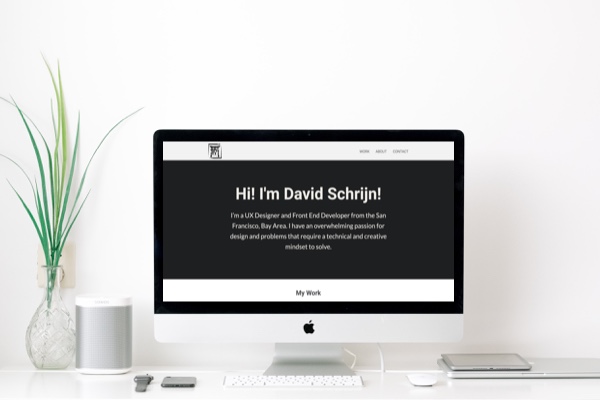 WORK ABOUT CONTACT
Hi! I'm David Schrijn!
I'm a UX Designer and Front End Developer from the San
Francisco, Bay Area. I have an overwhelming passion for
design and problems that require a technical and creative
mindset to solve.
My Work